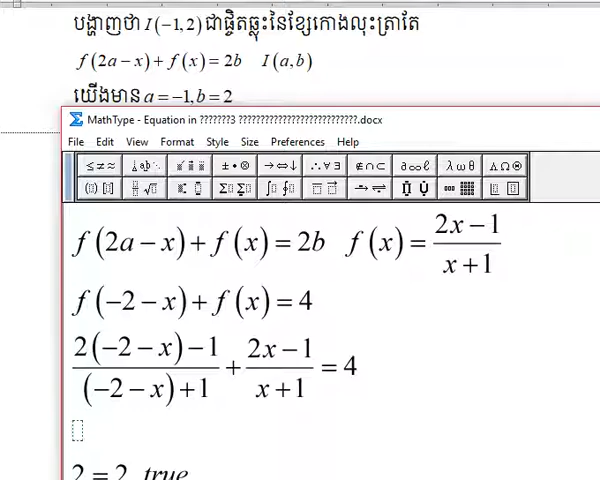 បង្ហាញថា I(−1,2) ជាផ្ចិតឆ្លុះនៃខ្សែកោងលុះត្រាតែ
f(2a − x) + f(x) = 2b I(a,b)
យើងមាន a = −1, b = 2
MathType - Equation in ???????3 ???????????????????????????.docx
File Edit View Format Style Size Preferences Help
f(2a − x) + f(x) = 2b f(x) = (2x − 1)/(x + 1)
f(−2 − x) + f(x) = 4
(2(−2 − x) − 1)/((−2 − x) + 1) + (2x − 1)/(x + 1) = 4
2 = 2 true